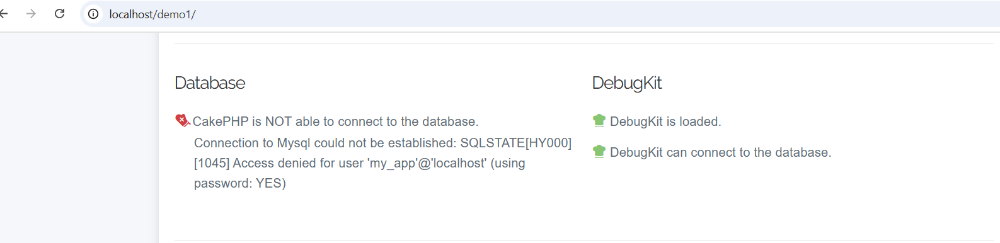 localhost/demo1/
Database
CakePHP is NOT able to connect to the database.
Connection to Mysql could not be established: SQLSTATE[HY000]
[1045] Access denied for user 'my_app'@'localhost' (using
password: YES)
DebugKit
DebugKit is loaded.
DebugKit can connect to the database.